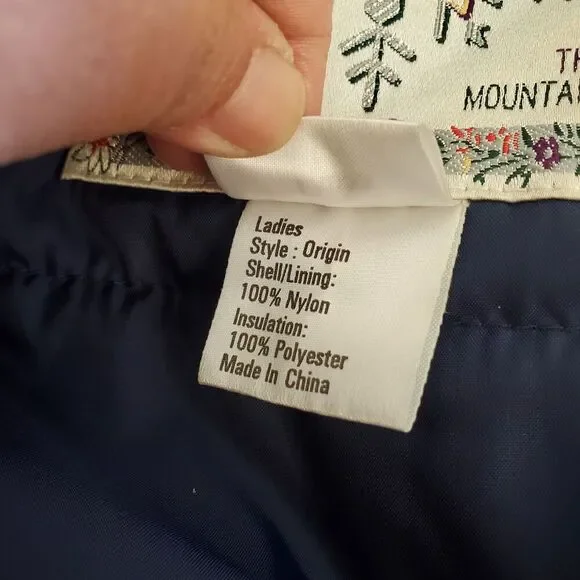 TH
MOUNTA
Ladies
Style : Origin
Shell/Lining:
100% Nylon
Insulation:
100% Polyester
Made In China